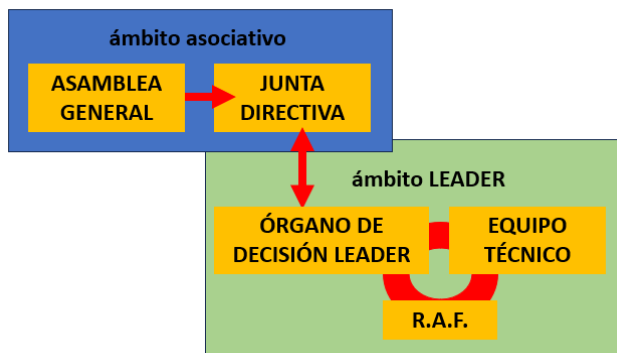 ámbito asociativo
ASAMBLEA
GENERAL
JUNTA
DIRECTIVA
ámbito LEADER
ÓRGANO DE
DECISIÓN LEADER
EQUIPO
TÉCNICO
R.A.F.